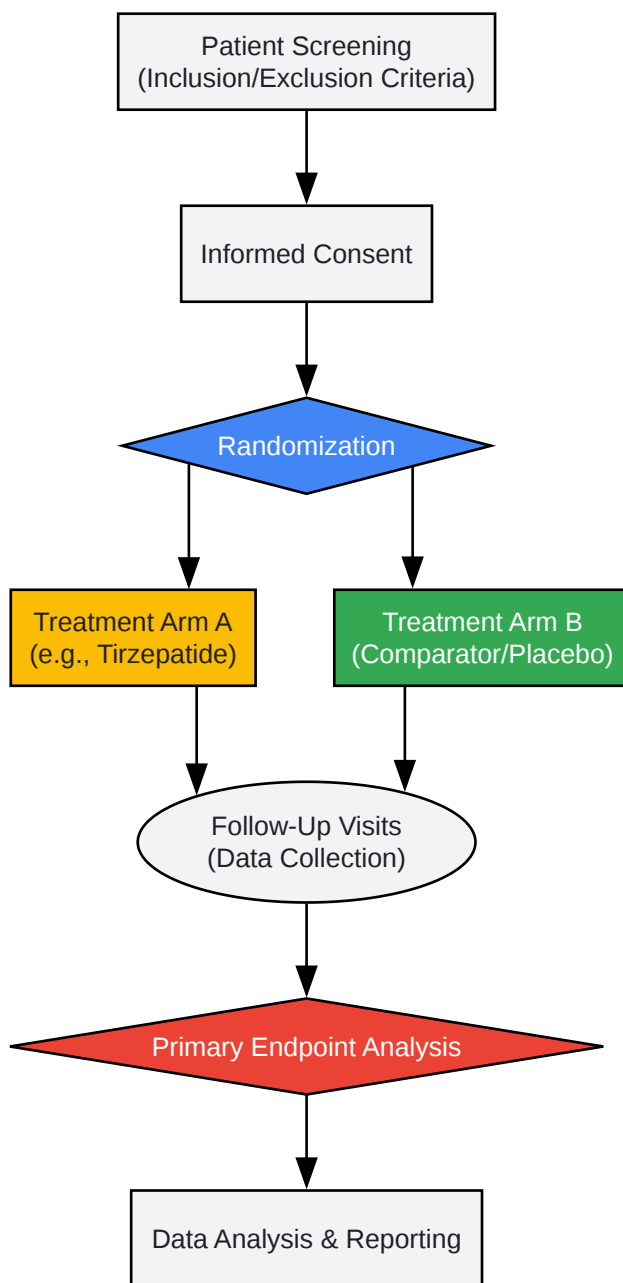 Patient Screening
(Inclusion/Exclusion Criteria)
Informed Consent
Randomization
Treatment Arm A
(e.g., Tirzepatide)
Treatment Arm B
(Comparator/Placebo)
Follow-Up Visits
(Data Collection)
Primary Endpoint Analysis
Data Analysis & Reporting